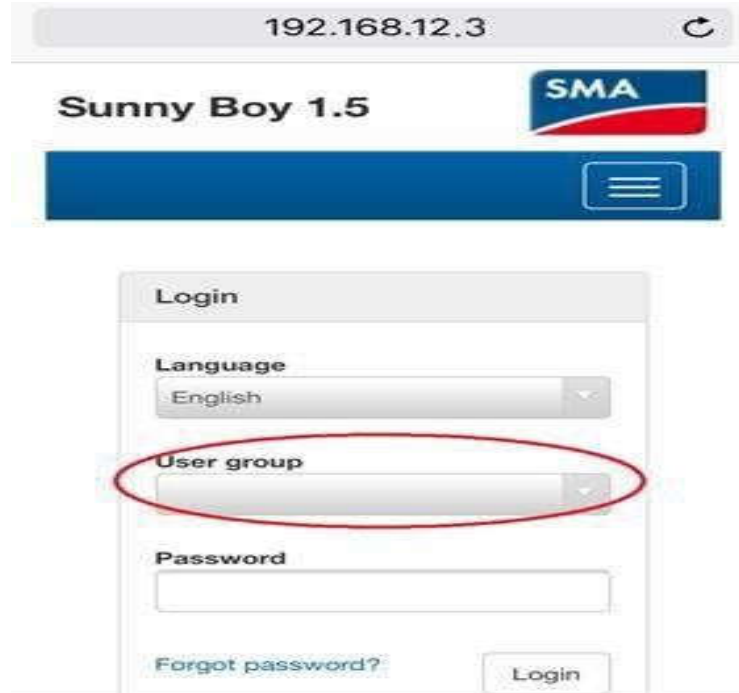 192.168.12.3
Sunny Boy 1.5
SMA
Login
Language
English
User group
Password
Forgot password?
Login